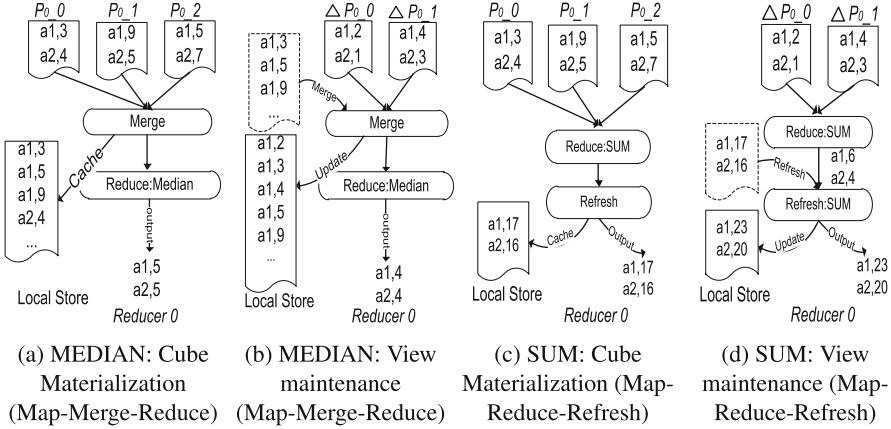 P₀_0 P₀_1 P₀_2
a1,3 a1,9 a1,5
a2,4 a2,5 a2,7
Merge
Cache
a1,3
a1,5
a1,9
a2,4
...
Reduce:Median
output
a1,5
a2,5
Local Store
Reducer 0
(a) MEDIAN: Cube
Materialization
(Map-Merge-Reduce)
△ P₀_0 △ P₀_1
a1,3
a1,5
a1,9
...
a1,2 a1,4
a2,1 a2,3
Merge
Merge
Update
a1,2
a1,3
a1,4
a1,5
a1,9
...
Reduce:Median
output
a1,4
a2,4
Local Store
Reducer 0
(b) MEDIAN: View
maintenance
(Map-Merge-Reduce)
P₀_0 P₀_1 P₀_2
a1,3 a1,9 a1,5
a2,4 a2,5 a2,7
Reduce:SUM
Refresh
a1,17
a2,16
Cache
Output
a1,17
a2,16
Local Store
Reducer 0
(c) SUM: Cube
Materialization (Map-
Reduce-Refresh)
△ P₀_0 △ P₀_1
a1,2 a1,4
a2,1 a2,3
Reduce:SUM
a1,17
a2,16
Refresh
a1,6
a2,4
Refresh:SUM
a1,23
a2,20
Update
Output
a1,23
a2,20
Local Store
Reducer 0
(d) SUM: View
maintenance (Map-
Reduce-Refresh)